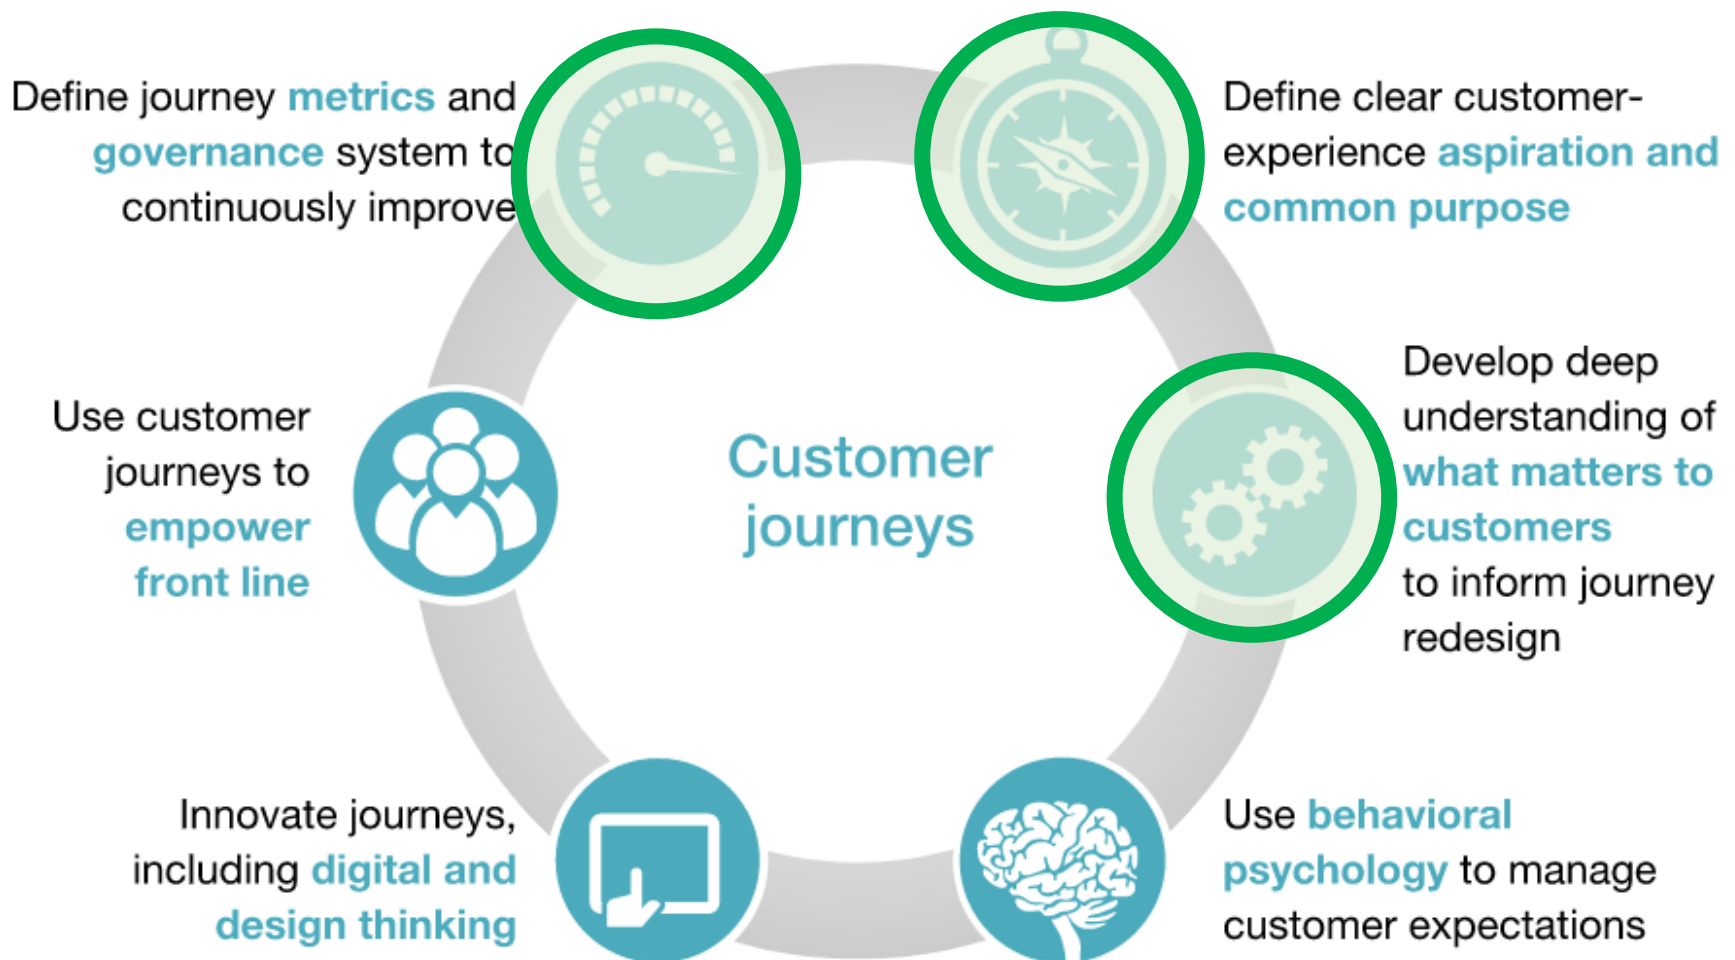 Define journey metrics and
governance system to
continuously improve
Define clear customer-
experience aspiration and
common purpose
Use customer
journeys to
empower
front line
Customer
journeys
Develop deep
understanding of
what matters to
customers
to inform journey
redesign
Innovate journeys,
including digital and
design thinking
Use behavioral
psychology to manage
customer expectations